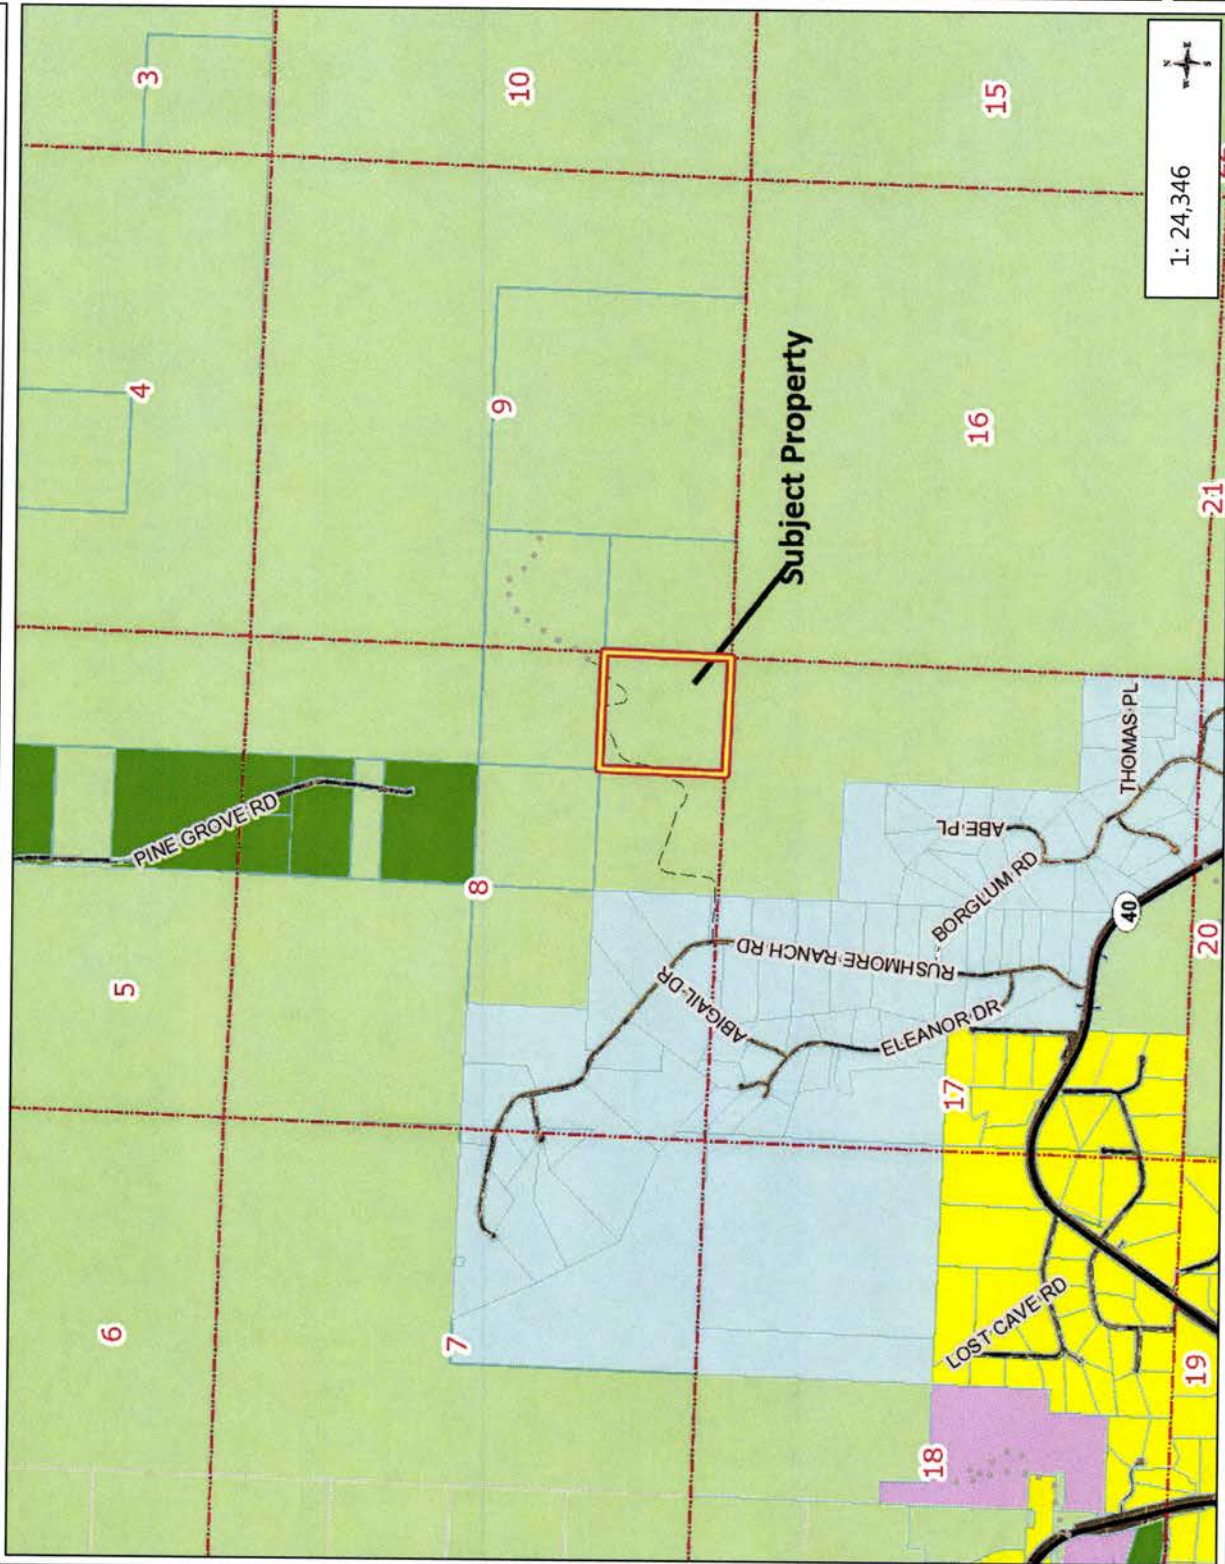 3
4
10
15
1: 24,346
N
W
E
S
9
16
21
Subject Property
5
PINE GROVE RD
8
THOMAS PL
ABE PL
BORGLUM RD
40
RUSHMORE RANCH RD
ABIGAIL DR
ELEANOR DR
20
6
7
17
LOST CAVE RD
18
19